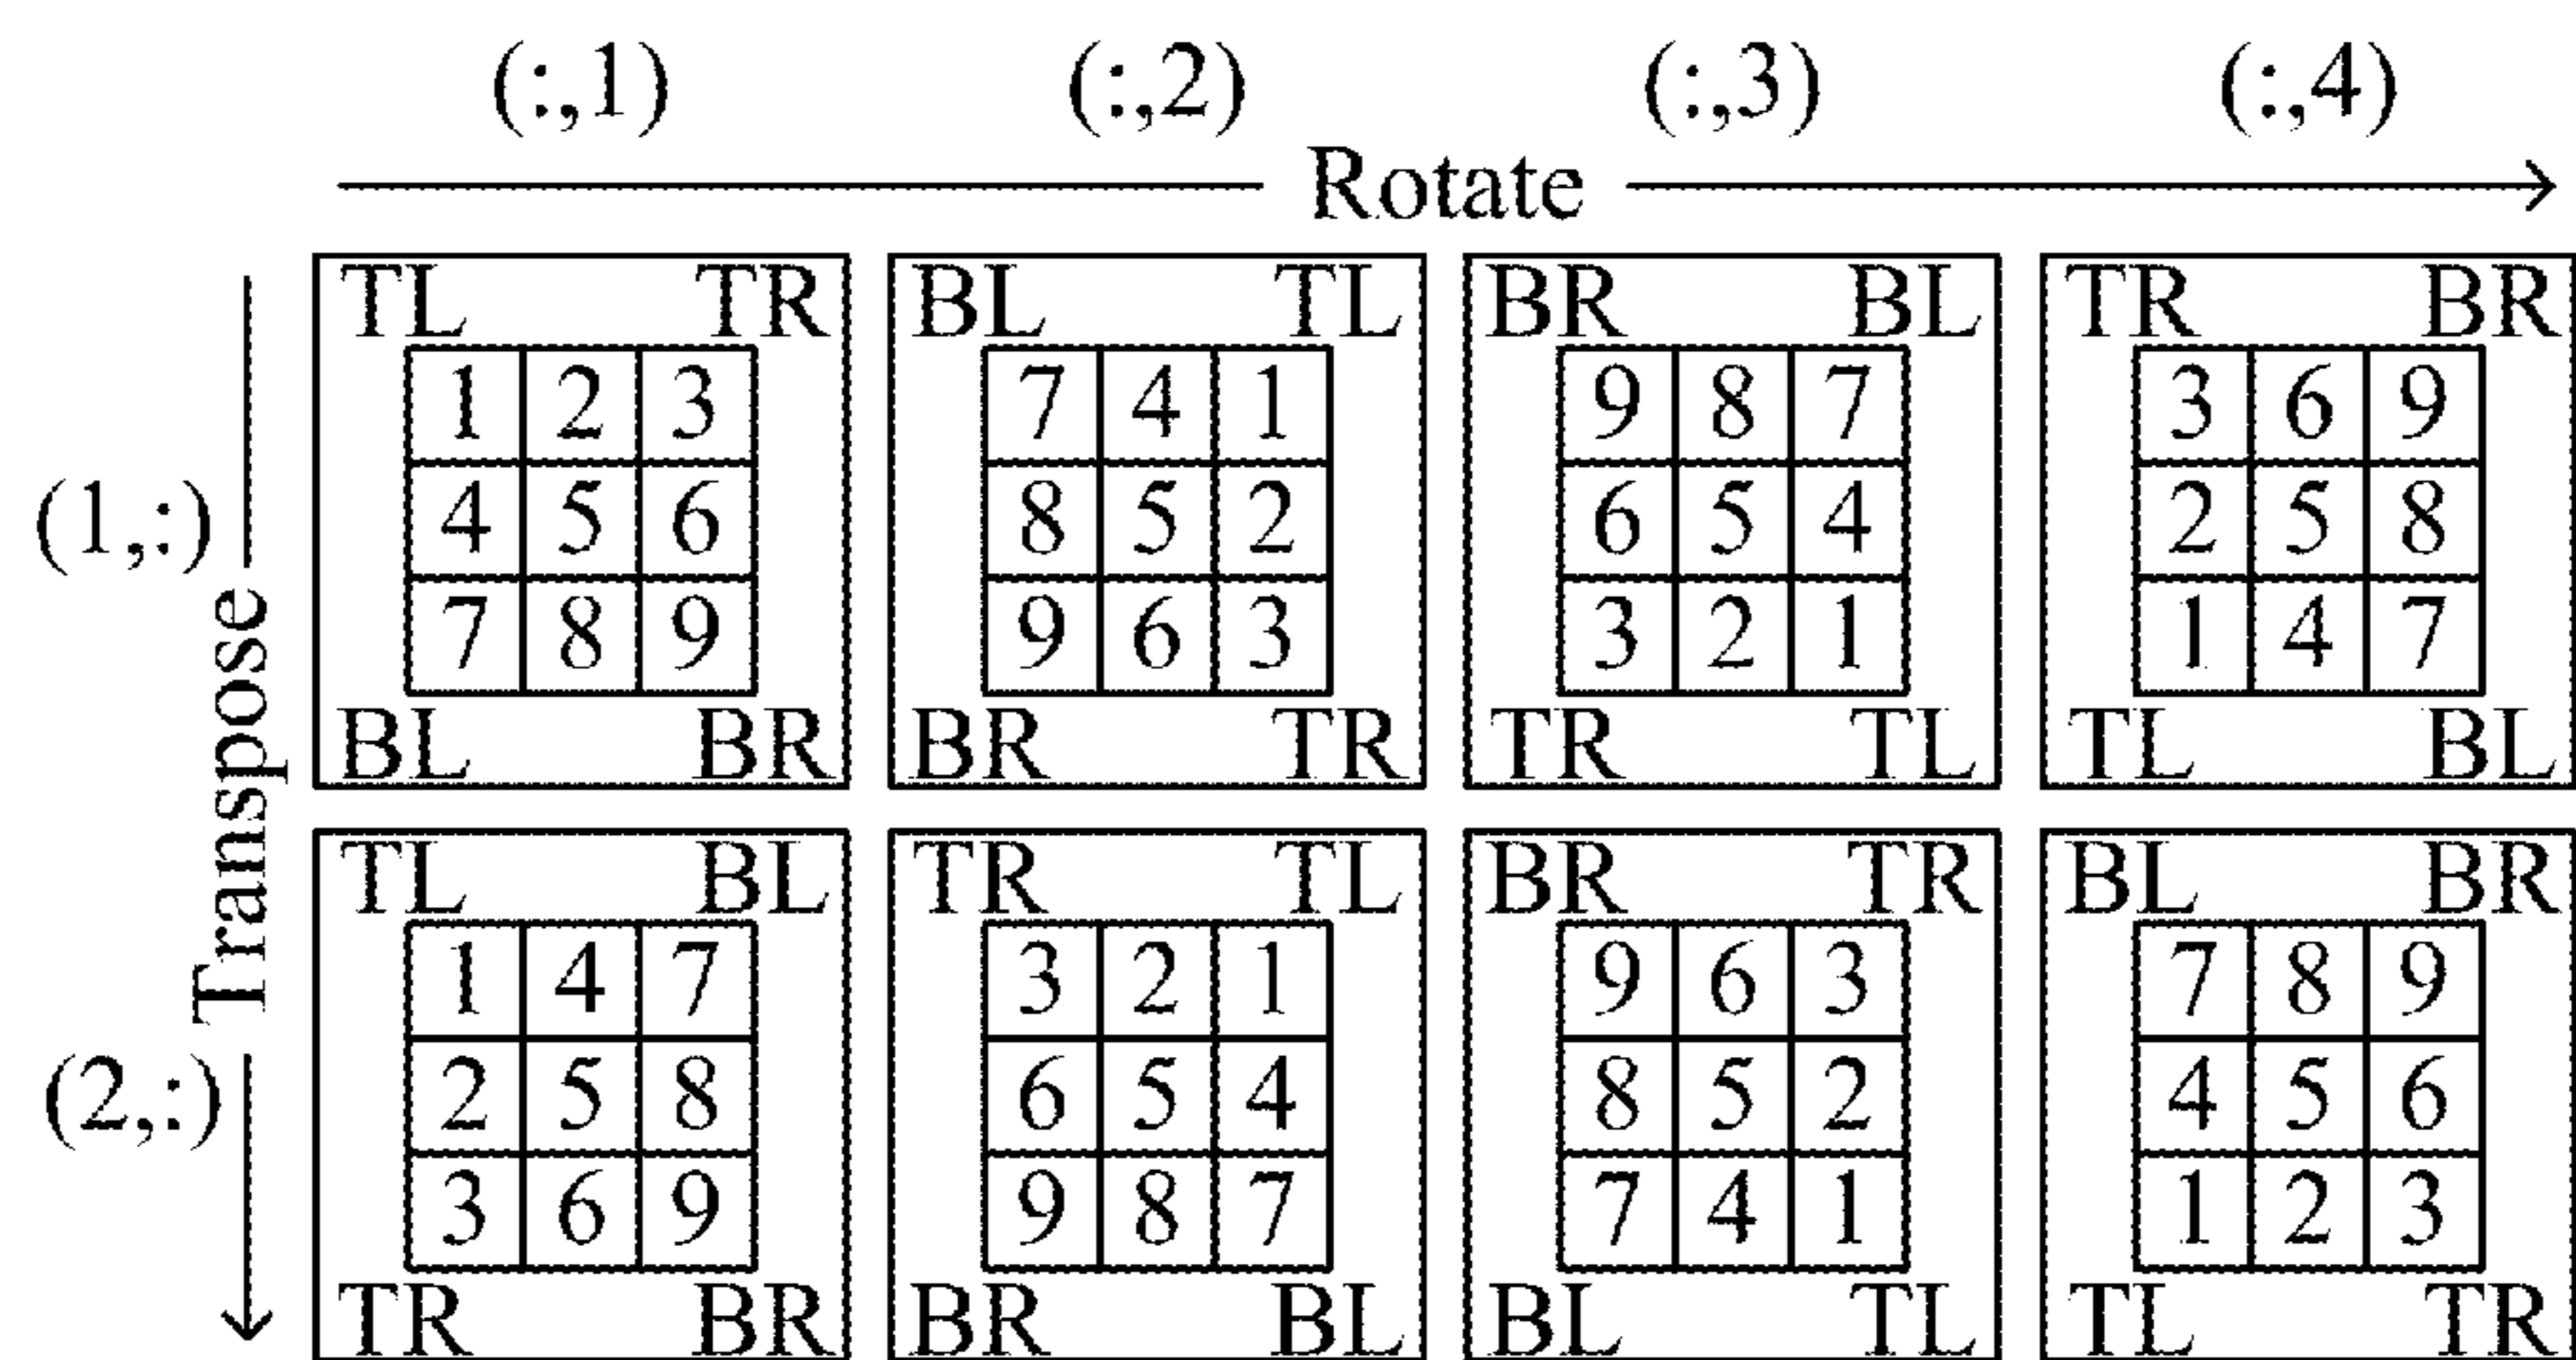 (:,1) (:,2) (:,3) (:,4)
Rotate
TL TR BL TL BR BL TR BR
1 2 3 7 4 1 9 8 7 3 6 9
(1,:) 4 5 6 8 5 2 6 5 4 2 5 8
7 8 9 9 6 3 3 2 1 1 4 7
BL BR BR TR TR TL TL BL
Transpose
TL BL TR TL BR TR BL BR
1 4 7 3 2 1 9 6 3 7 8 9
(2,:) 2 5 8 6 5 4 8 5 2 4 5 6
3 6 9 9 8 7 7 4 1 1 2 3
TR BR BR BL BL TL TL TR